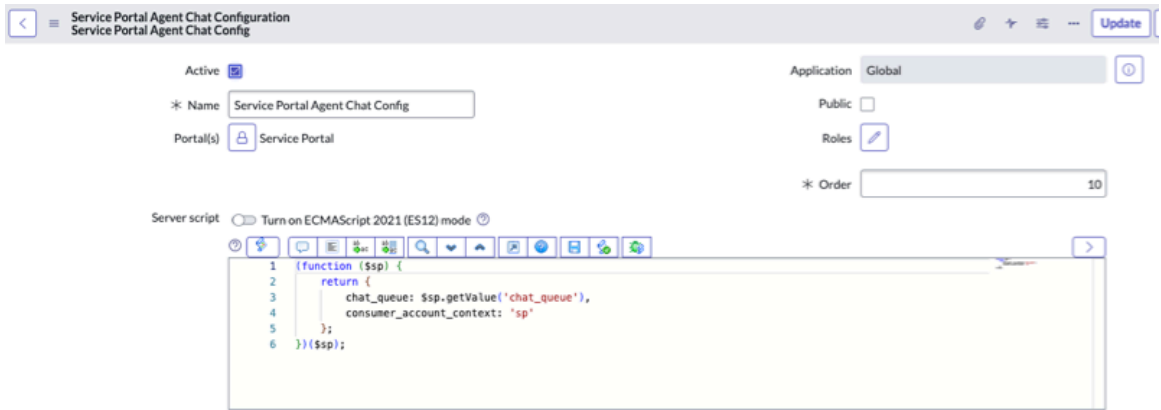 Service Portal Agent Chat Configuration
Service Portal Agent Chat Config
Update
Active
Application Global
* Name Service Portal Agent Chat Config
Public
Portal(s) Service Portal
Roles
* Order 10
Server script Turn on ECMAScript 2021 (ES12) mode
1 (function ($sp) {
2 return {
3 chat_queue: $sp.getValue('chat_queue'),
4 consumer_account_context: 'sp'
5 };
6 })($sp);